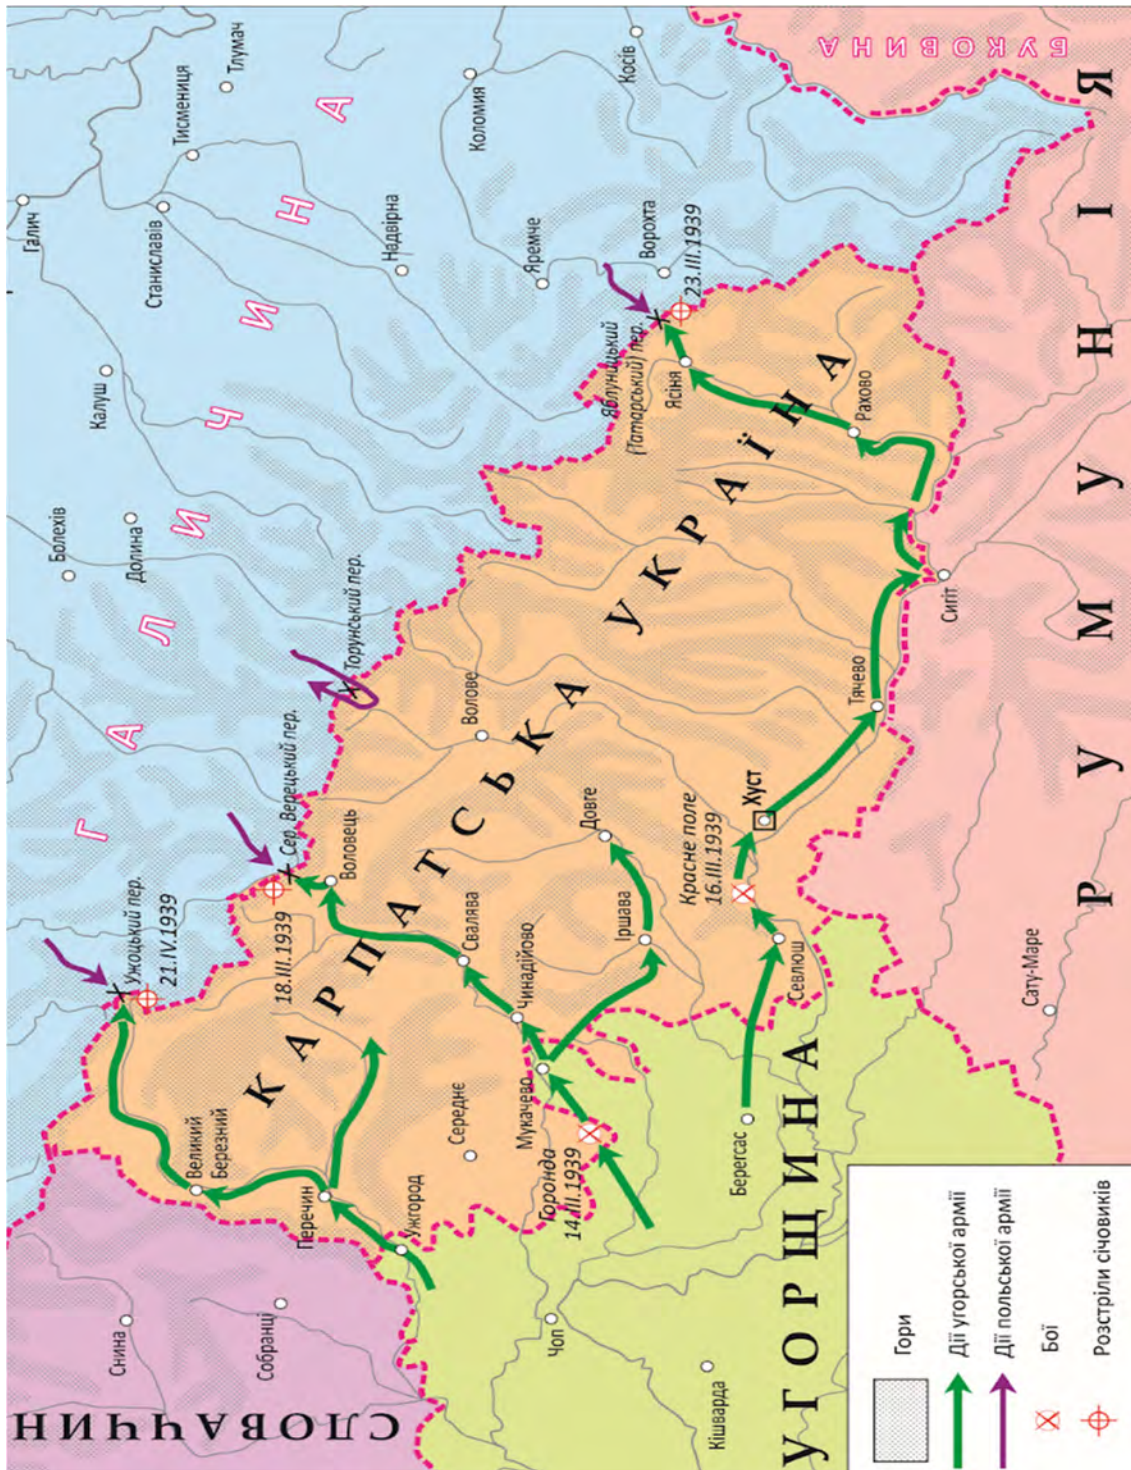 КАРПАТСЬКА УКРАЇНА
ГАЛИЧИНА
БУКОВИНА
РУМУНІЯ
УГОРЩИНА
СЛОВАЧЧИН
Снина
Собранці
Ужоцький пер.
21.IV.1939
Великий
Березний
Перечин
Ужгород
Середнє
18.III.1939
Сер. Верецький пер.
Воловець
Свалява
Чинадійово
Мукачево
Горонда
14.III.1939
Чоп
Кішварда
Берегсас
Іршава
Довге
Севлюш
Красне поле
16.III.1939
Хуст
Волове
Торунський пер.
Тячево
Сигіт
Сату-Маре
Рахово
Ясіня
Яблуницький
(Татарський) пер.
23.III.1939
Ворохта
Яремче
Надвірна
Коломия
Косів
Болехів
Долина
Калуш
Галич
Станиславів
Тисмениця
Тлумач
Гори
Дії угорської армії
Дії польської армії
Бої
Розстріли січовиків